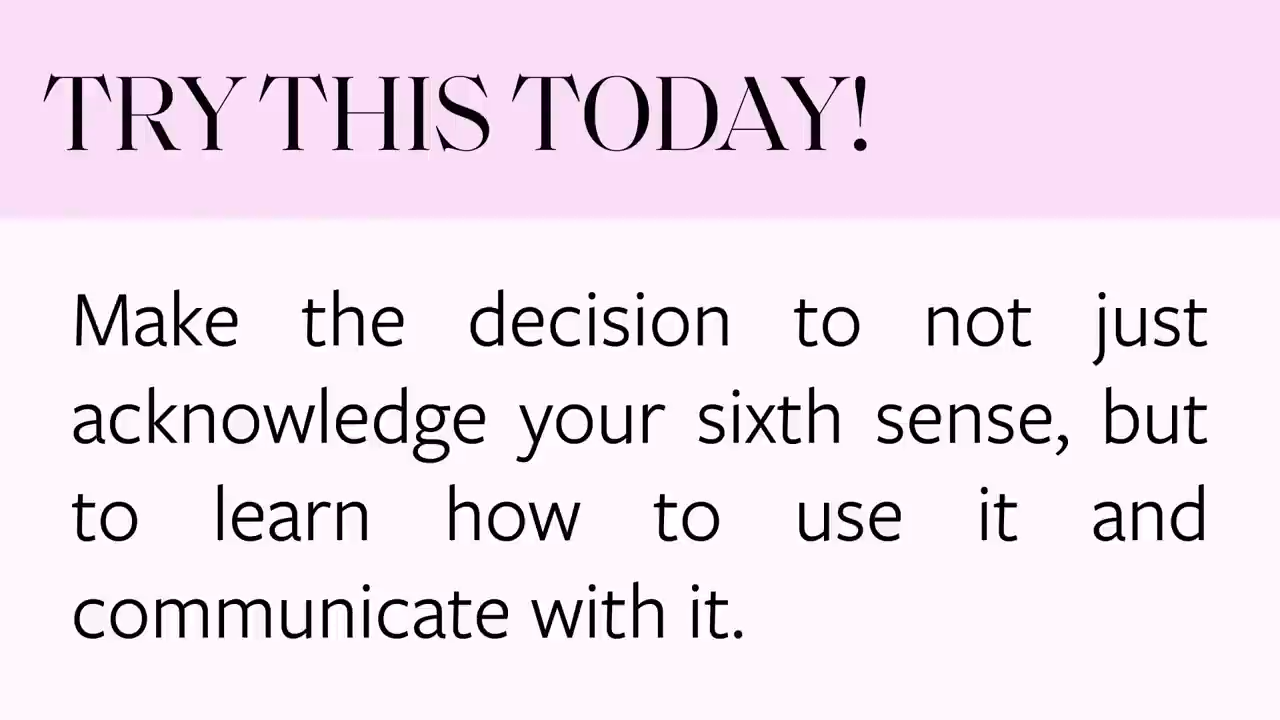 TRY THIS TODAY!
Make the decision to not just
acknowledge your sixth sense, but
to learn how to use it and
communicate with it.